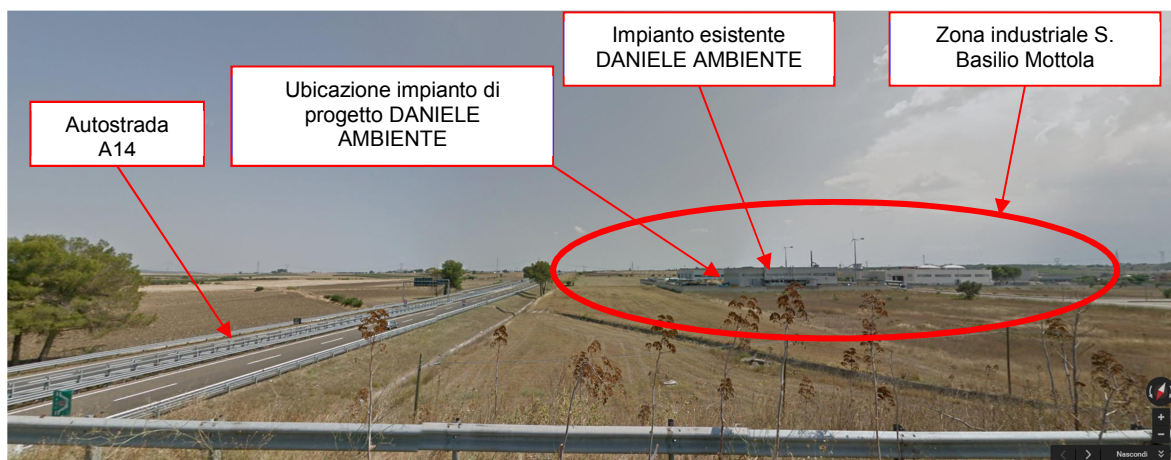 Autostrada
A14
Ubicazione impianto di
progetto DANIELE
AMBIENTE
Impianto esistente
DANIELE AMBIENTE
Zona industriale S.
Basilio Mottola
Nascondi